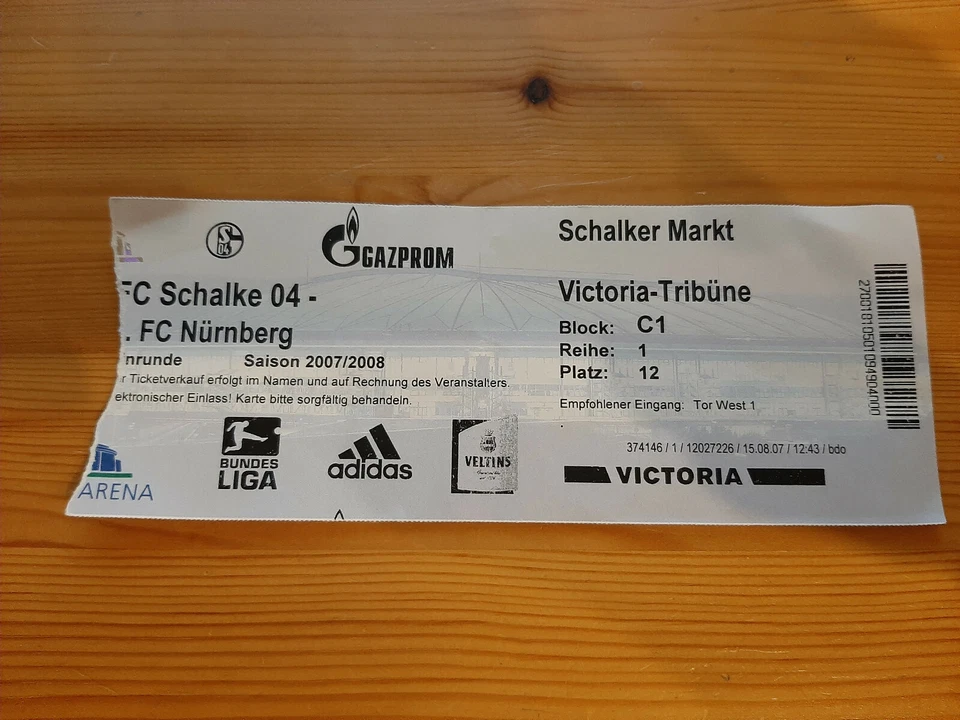 GAZPROM
Schalker Markt
FC Schalke 04 -
. FC Nürnberg
nrunde Saison 2007/2008
r Ticketverkauf erfolgt im Namen und auf Rechnung des Veranstalters.
ektronischer Einlass! Karte bitte sorgfältig behandeln.
Victoria-Tribüne
Block: C1
Reihe: 1
Platz: 12
Empfohlener Eingang: Tor West 1
374146 / 1 / 12027226 / 15.08.07 / 12:43 / bdo
VICTORIA
ARENA
BUNDES
LIGA
adidas
VELTINS
S04